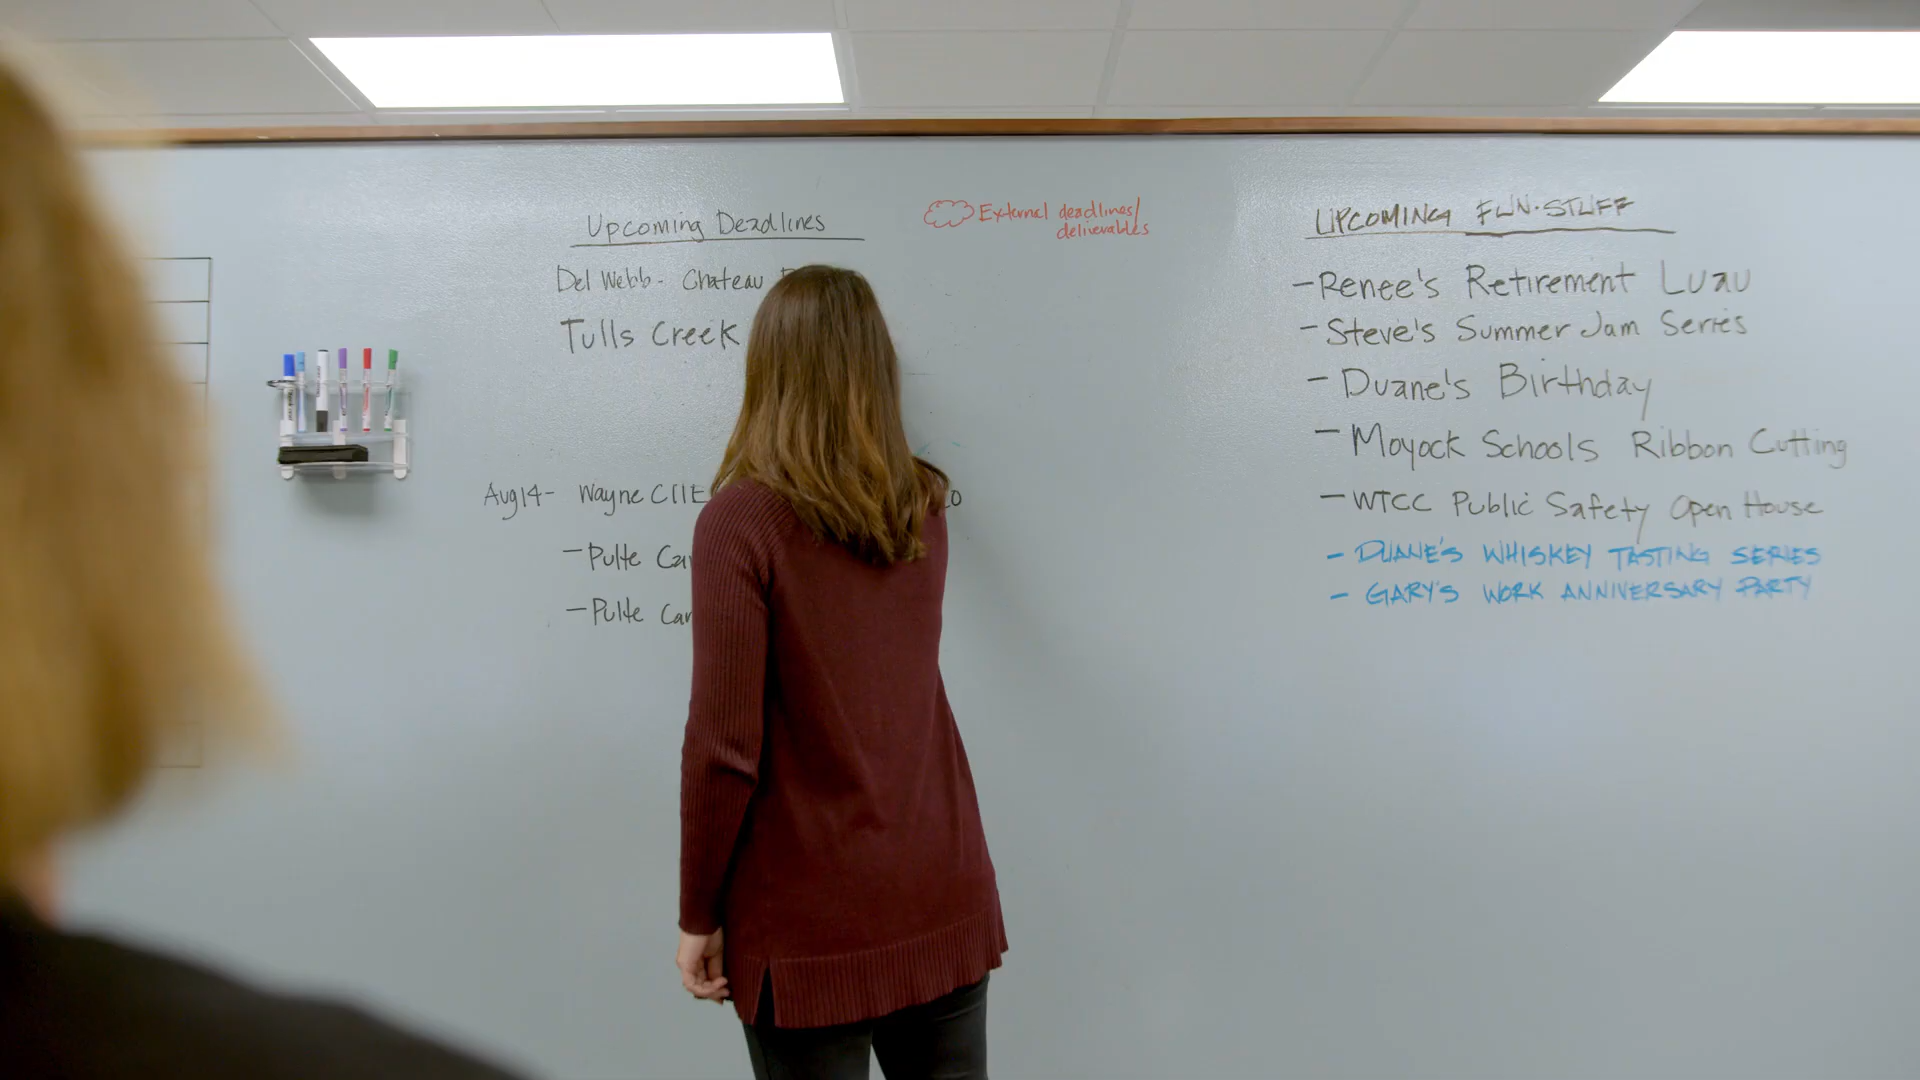 Upcoming Deadlines
Del Webb - Chateau
Tulls Creek
Aug 14 - Wayne
- Pulte
- Pulte
External deadlines/
deliverables
UPCOMING FUN-STUFF
- Renee's Retirement Luau
- Steve's Summer Jam Series
- Duane's Birthday
- Moyock Schools Ribbon Cutting
- WTCC Public Safety Open House
- DUANE'S WHISKEY TASTING SERIES
- GARY'S WORK ANNIVERSARY PARTY